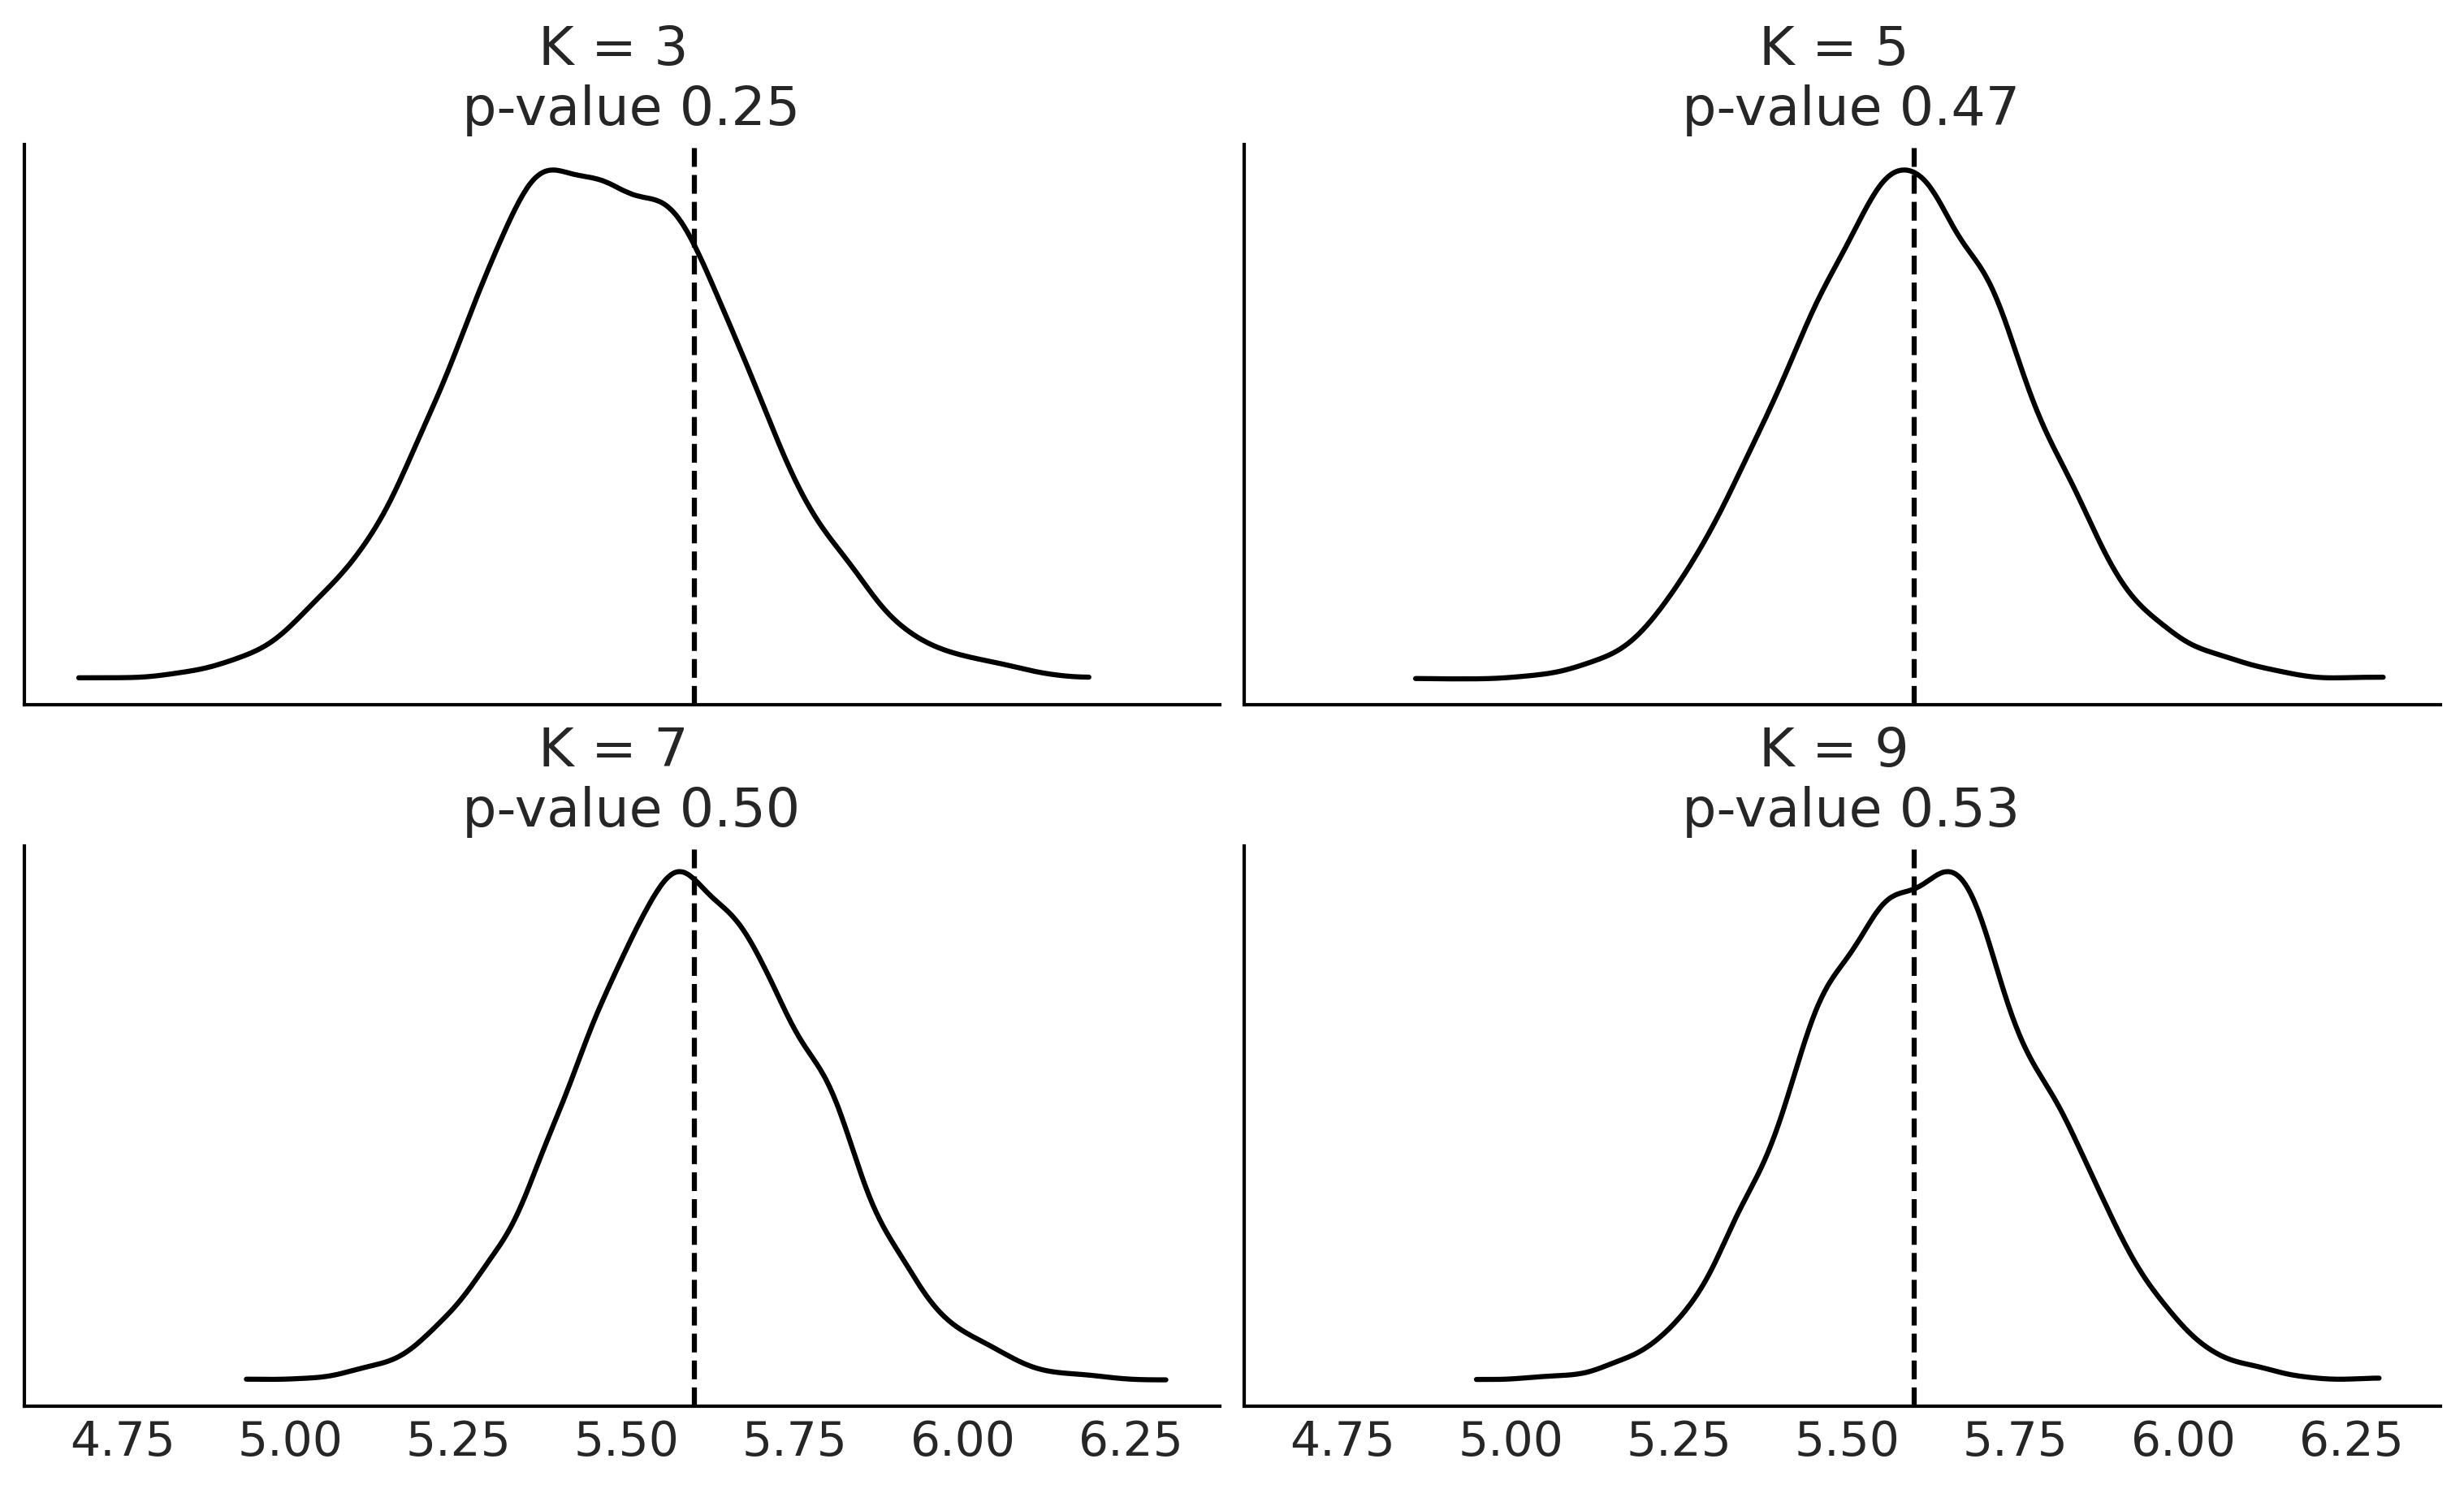 K = 3
p-value 0.25
K = 5
p-value 0.47
K = 7
p-value 0.50
K = 9
p-value 0.53
4.75 5.00 5.25 5.50 5.75 6.00 6.25
4.75 5.00 5.25 5.50 5.75 6.00 6.25